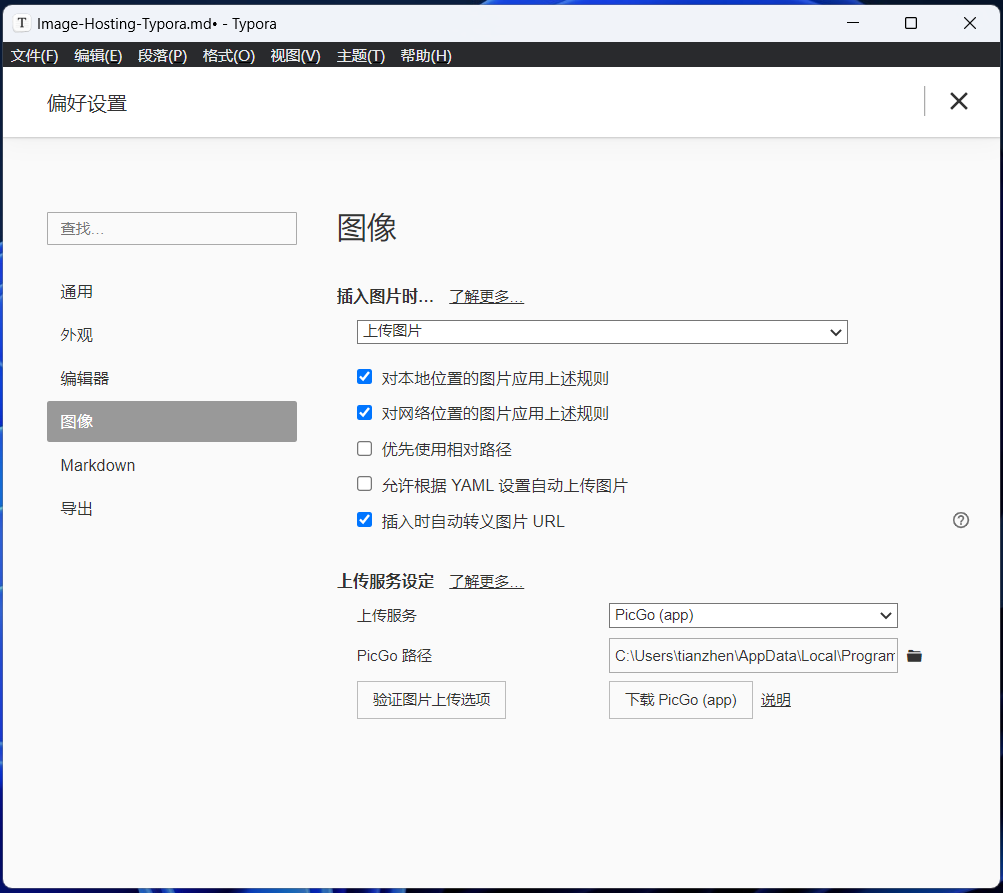 T Image-Hosting-Typora.md• - Typora
文件(F) 编辑(E) 段落(P) 格式(O) 视图(V) 主题(T) 帮助(H)
偏好设置
查找...
通用
外观
编辑器
图像
Markdown
导出
图像
插入图片时... 了解更多...
上传图片
对本地位置的图片应用上述规则
对网络位置的图片应用上述规则
优先使用相对路径
允许根据 YAML 设置自动上传图片
插入时自动转义图片 URL
上传服务设定 了解更多...
上传服务 PicGo (app)
PicGo 路径 C:\Users\tianzhen\AppData\Local\Program
验证图片上传选项 下载 PicGo (app) 说明